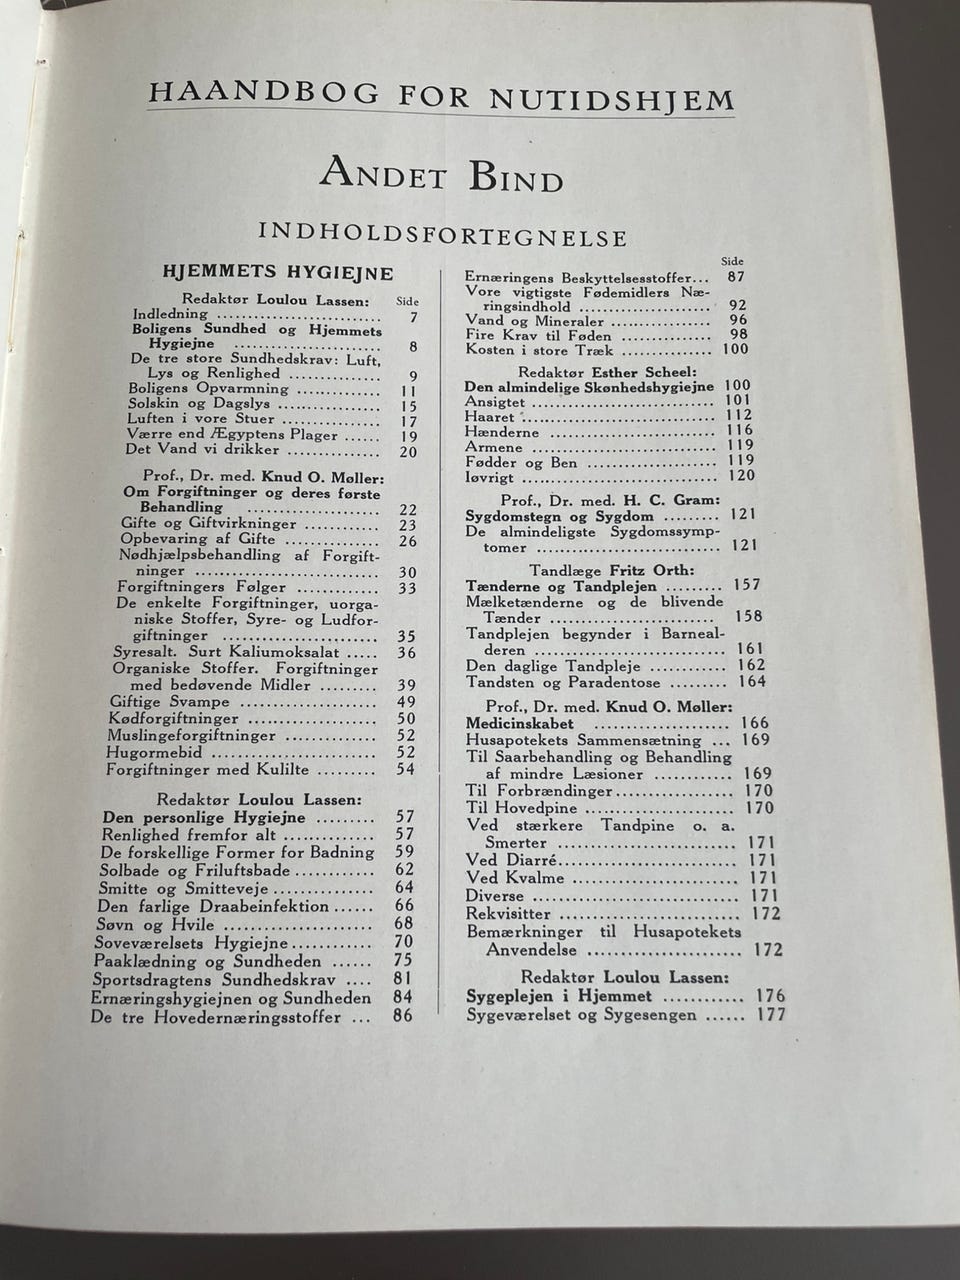 HAANDBOG FOR NUTIDSHJEM
ANDET BIND
INDHOLDSFORTEGNELSE
HJEMMETS HYGIEJNE
Redaktør Loulou Lassen: Side
Indledning .......................... 7
Boligens Sundhed og Hjemmets
Hygiejne ....................... 8
De tre store Sundhedskrav: Luft,
Lys og Renlighed ............... 9
Boligens Opvarmning ............. 11
Solskin og Dagslys ................ 15
Luften i vore Stuer ................ 17
Værre end Ægyptens Plager ...... 19
Det Vand vi drikker ............... 20
Prof., Dr. med. Knud O. Møller:
Om Forgiftninger og deres første
Behandling ..................... 22
Gifte og Giftvirkninger ............ 23
Opbevaring af Gifte ............... 26
Nødhjælpsbehandling af Forgift-
ninger ............................. 30
Forgiftningers Følger ............. 33
De enkelte Forgiftninger, uorga-
niske Stoffer, Syre- og Ludfor-
giftninger ........................ 35
Syresalt. Surt Kaliumoksalat ..... 36
Organiske Stoffer. Forgiftninger
med bedøvende Midler ......... 39
Giftige Svampe ...................... 49
Kødforgiftninger .................... 50
Muslingeforgiftninger .............. 52
Hugormebid .......................... 52
Forgiftninger med Kulilte ......... 54
Redaktør Loulou Lassen:
Den personlige Hygiejne ......... 57
Renlighed fremfor alt .............. 57
De forskellige Former for Badning 59
Solbade og Friluftsbade ............ 62
Smitte og Smitteveje ............... 64
Den farlige Draabeinfektion ...... 66
Søvn og Hvile ...................... 68
Soveværelsets Hygiejne ............ 70
Paaklædning og Sundheden ...... 75
Sportsdragtens Sundhedskrav .... 81
Ernæringshygiejnen og Sundheden 84
De tre Hovedernæringsstoffer ... 86
Side
Ernæringens Beskyttelsesstoffer... 87
Vore vigtigste Fødemidlers Næ-
ringsindhold .................... 92
Vand og Mineraler ................ 96
Fire Krav til Føden ............... 98
Kosten i store Træk ............... 100
Redaktør Esther Scheel:
Den almindelige Skønhedshygiejne 100
Ansigtet ............................. 101
Haaret .............................. 112
Hænderne ........................... 116
Armene .............................. 119
Fødder og Ben ..................... 119
Iøvrigt ............................... 120
Prof., Dr. med. H. C. Gram:
Sygdomstegn og Sygdom ......... 121
De almindeligste Sygdomssymp-
tomer .............................. 121
Tandlæge Fritz Orth:
Tænderne og Tandplejen ......... 157
Mælketænderne og de blivende
Tænder .......................... 158
Tandplejen begynder i Barneal-
deren .............................. 161
Den daglige Tandpleje ............ 162
Tandsten og Paradentose ......... 164
Prof., Dr. med. Knud O. Møller:
Medicinskabet ..................... 166
Husapotekets Sammensætning ... 169
Til Saarbehandling og Behandling
af mindre Læsioner ............ 169
Til Forbrændinger.................. 170
Til Hovedpine ...................... 170
Ved stærkere Tandpine o. a.
Smerter ........................... 171
Ved Diarré........................... 171
Ved Kvalme ......................... 171
Diverse ............................... 171
Rekvisitter ........................... 172
Bemærkninger til Husapotekets
Anvendelse ....................... 172
Redaktør Loulou Lassen:
Sygeplejen i Hjemmet ............ 176
Sygeværelset og Sygesengen ...... 177